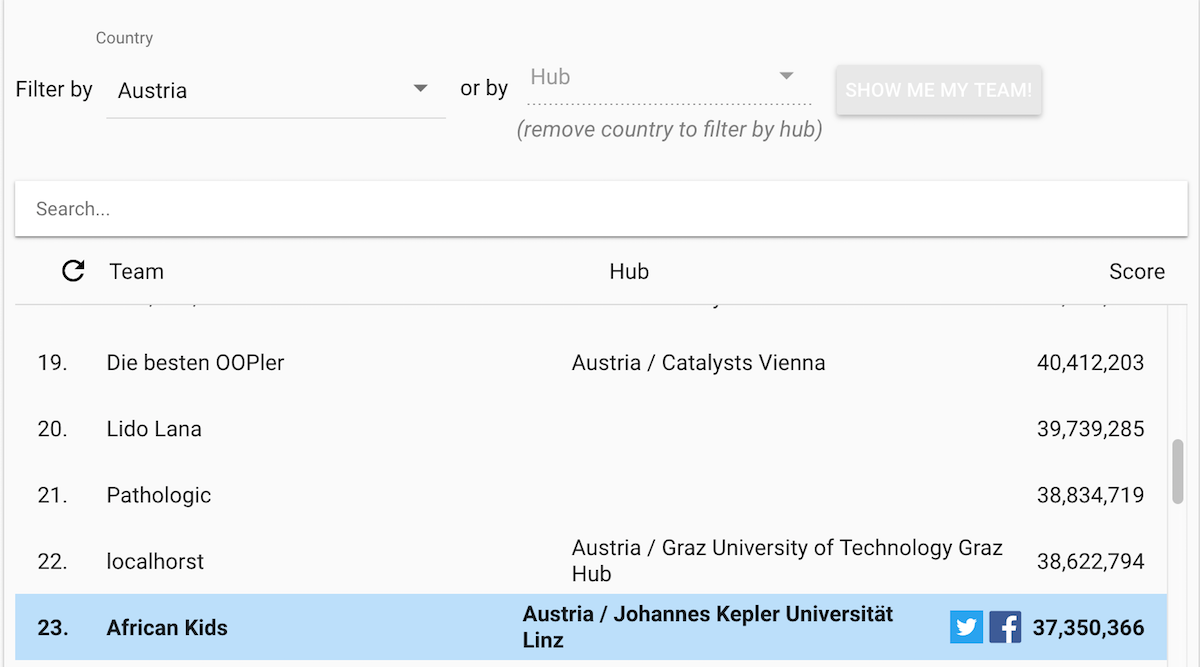 Country
Filter by Austria or by Hub SHOW ME MY TEAM!
(remove country to filter by hub)
Search...
Team Hub Score
19. Die besten OOPler Austria / Catalysts Vienna 40,412,203
20. Lido Lana 39,739,285
21. Pathologic 38,834,719
22. localhorst Austria / Graz University of Technology Graz
Hub 38,622,794
23. African Kids Austria / Johannes Kepler Universität
Linz 37,350,366